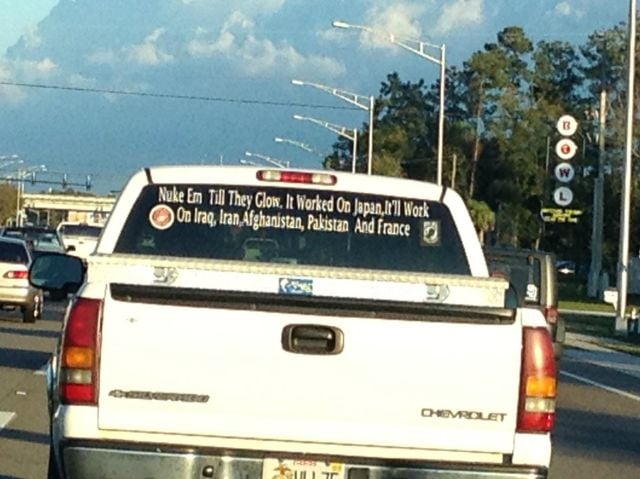 Nuke Em Till They Glow. It Worked On Japan,It'll Work
On Iraq, Iran,Afghanistan, Pakistan And France
B
W
L
CHEVROLET